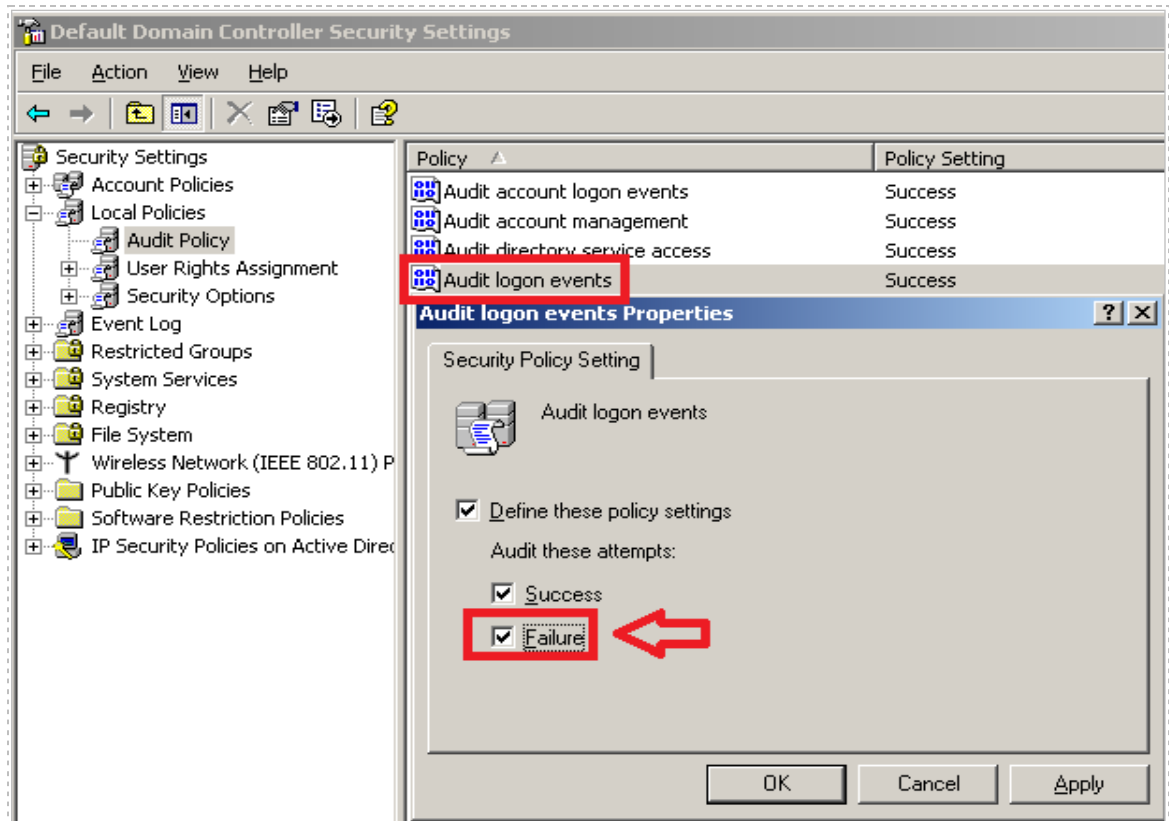 Default Domain Controller Security Settings
File Action View Help
Security Settings
Account Policies
Local Policies
Audit Policy
User Rights Assignment
Security Options
Event Log
Restricted Groups
System Services
Registry
File System
Wireless Network (IEEE 802.11) P
Public Key Policies
Software Restriction Policies
IP Security Policies on Active Direc
Policy Policy Setting
Audit account logon events Success
Audit account management Success
Audit directory service access Success
Audit logon events Success
Audit logon events Properties
Security Policy Setting
Audit logon events
Define these policy settings
Audit these attempts:
Success
Failure
OK Cancel Apply